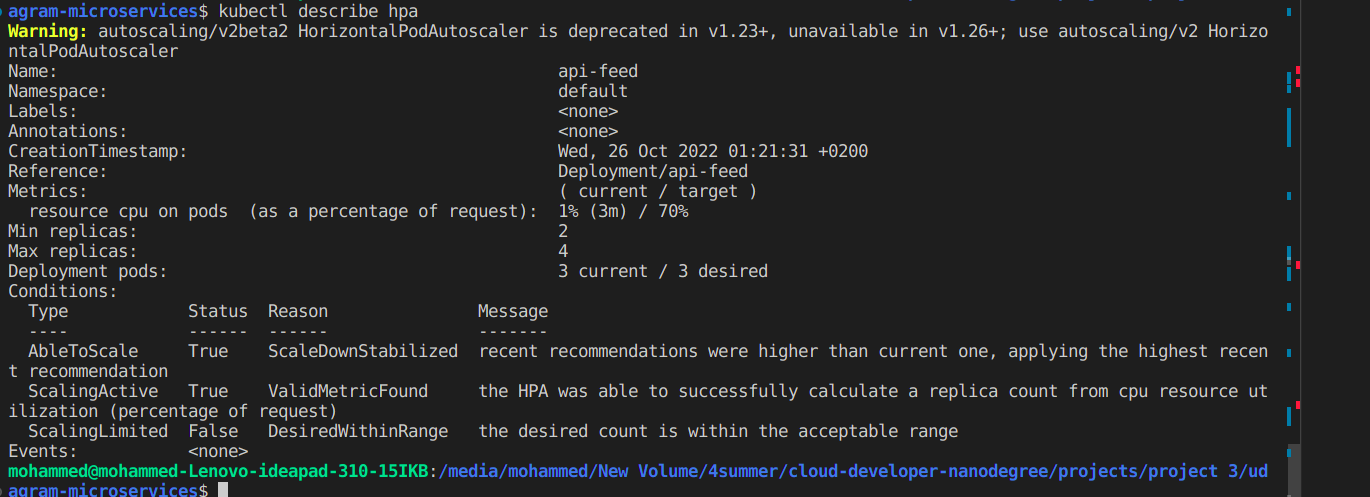 agram-microservices$ kubectl describe hpa
Warning: autoscaling/v2beta2 HorizontalPodAutoscaler is deprecated in v1.23+, unavailable in v1.26+; use autoscaling/v2 Horizo
ntalPodAutoscaler
Name:                                                  api-feed
Namespace:                                             default
Labels:                                                <none>
Annotations:                                           <none>
CreationTimestamp:                                     Wed, 26 Oct 2022 01:21:31 +0200
Reference:                                             Deployment/api-feed
Metrics:                                               ( current / target )
  resource cpu on pods  (as a percentage of request):  1% (3m) / 70%
Min replicas:                                          2
Max replicas:                                          4
Deployment pods:                                       3 current / 3 desired
Conditions:
  Type            Status  Reason               Message
  ----            ------  ------               -------
  AbleToScale     True    ScaleDownStabilized  recent recommendations were higher than current one, applying the highest recen
t recommendation
  ScalingActive   True    ValidMetricFound     the HPA was able to successfully calculate a replica count from cpu resource ut
ilization (percentage of request)
  ScalingLimited  False   DesiredWithinRange   the desired count is within the acceptable range
Events:           <none>
mohammed@mohammed-Lenovo-ideapad-310-15IKB:/media/mohammed/New Volume/4summer/cloud-developer-nanodegree/projects/project 3/ud
agram-microservices$